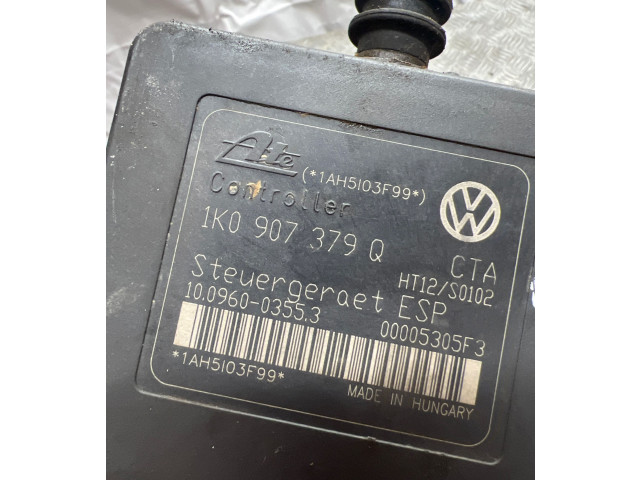 Ate (*1AH5I03F99*)
Controller
1K0 907 379 Q
CTA
HT12/S0102
Steuergeraet ESP
10.0960-0355.3
00005305F3
*1AH5I03F99*
MADE IN HUNGARY